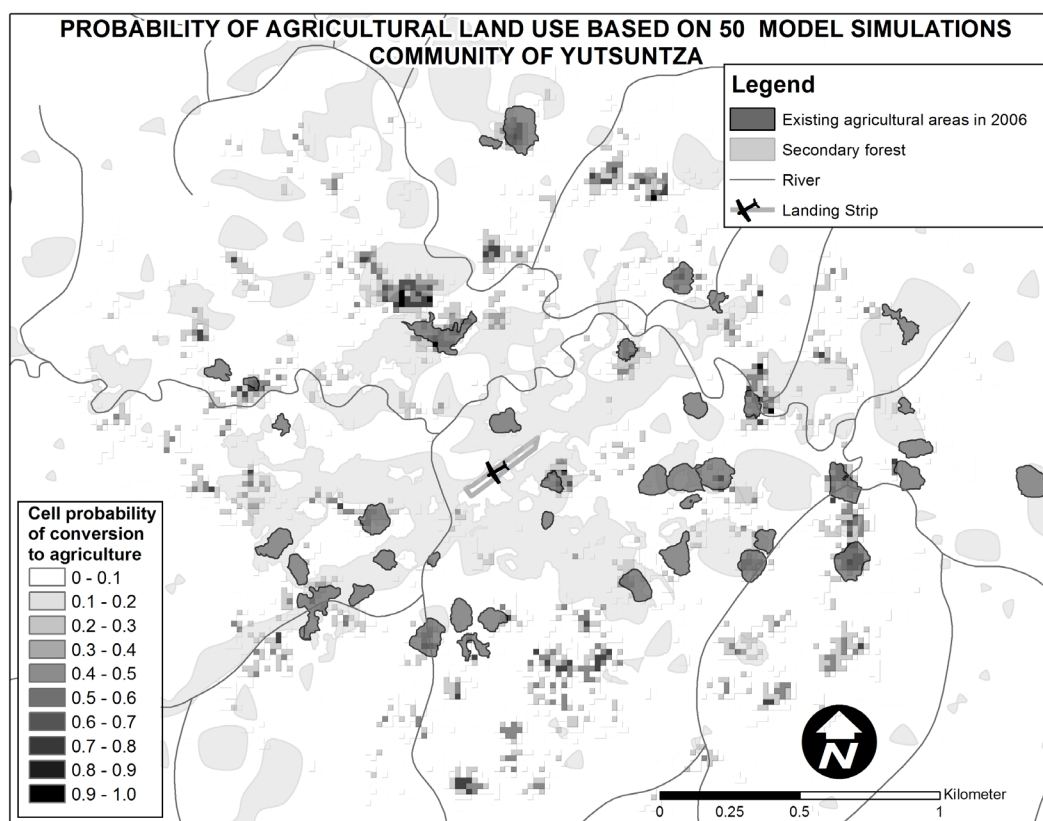 PROBABILITY OF AGRICULTURAL LAND USE BASED ON 50 MODEL SIMULATIONS
COMMUNITY OF YUTSUNTZA
Legend
Existing agricultural areas in 2006
Secondary forest
River
Landing Strip
Cell probability
of conversion
to agriculture
0 - 0.1
0.1 - 0.2
0.2 - 0.3
0.3 - 0.4
0.4 - 0.5
0.5 - 0.6
0.6 - 0.7
0.7 - 0.8
0.8 - 0.9
0.9 - 1.0
N
Kilometer
0 0.25 0.5 1